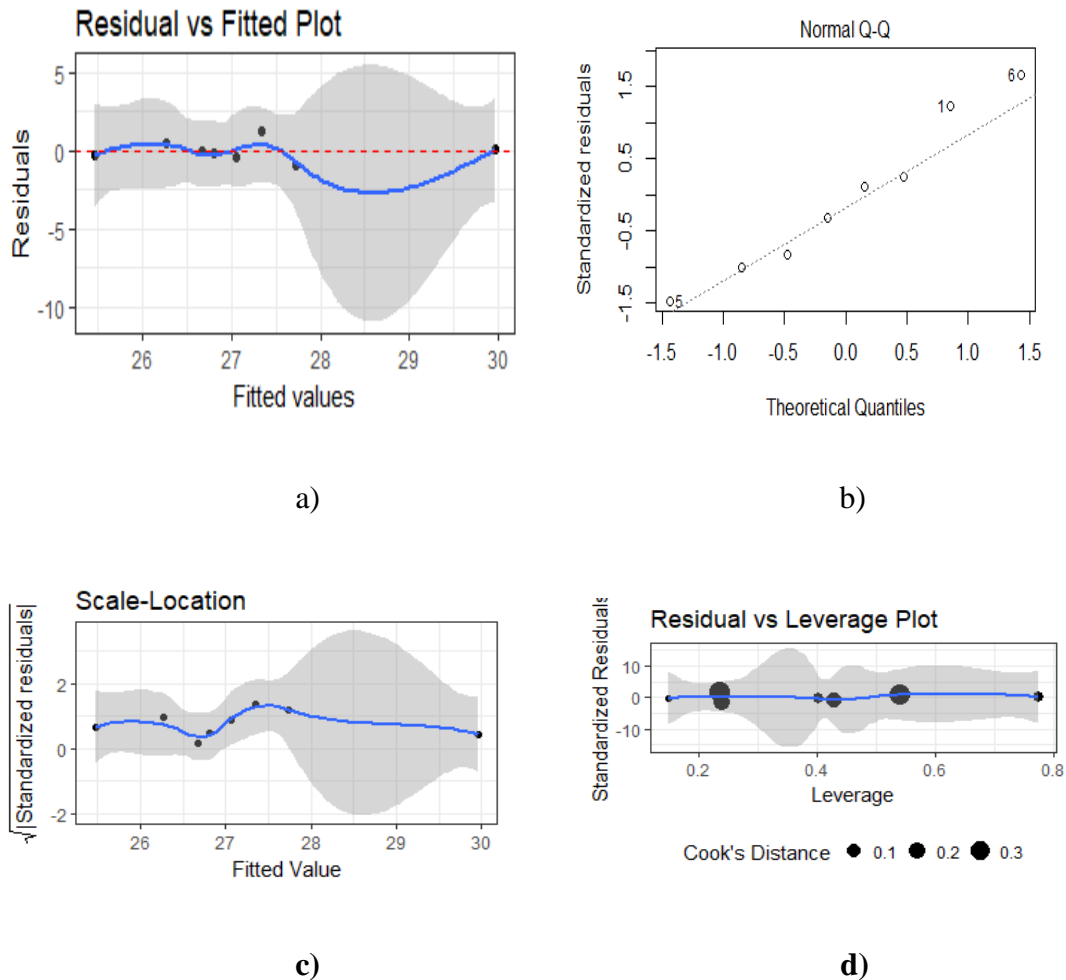 Residual vs Fitted Plot
5
0
-5
-10
Residuals
26 27 28 29 30
Fitted values
a)
Normal Q-Q
Standardized residuals
-1.5 -0.5 0.5 1.5
6
1
5
-1.5 -1.0 -0.5 0.0 0.5 1.0 1.5
Theoretical Quantiles
b)
Scale-Location
√|Standardized residuals|
2
0
-2
26 27 28 29 30
Fitted Value
c)
Residual vs Leverage Plot
Standardized Residuals
10
0
-10
0.2 0.4 0.6 0.8
Leverage
Cook's Distance 0.1 0.2 0.3
d)